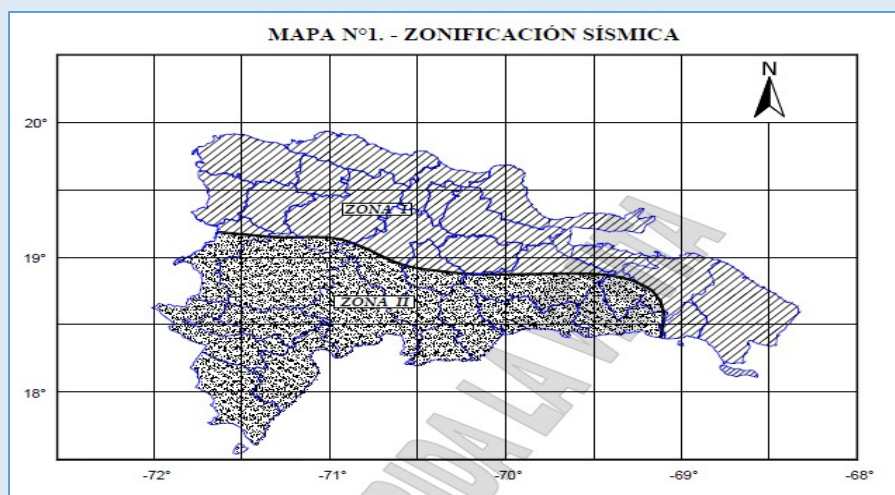 MAPA N°1. - ZONIFICACIÓN SÍSMICA
N
20°
ZONA I
19°
ZONA II
18°
-72° -71° -70° -69° -68°